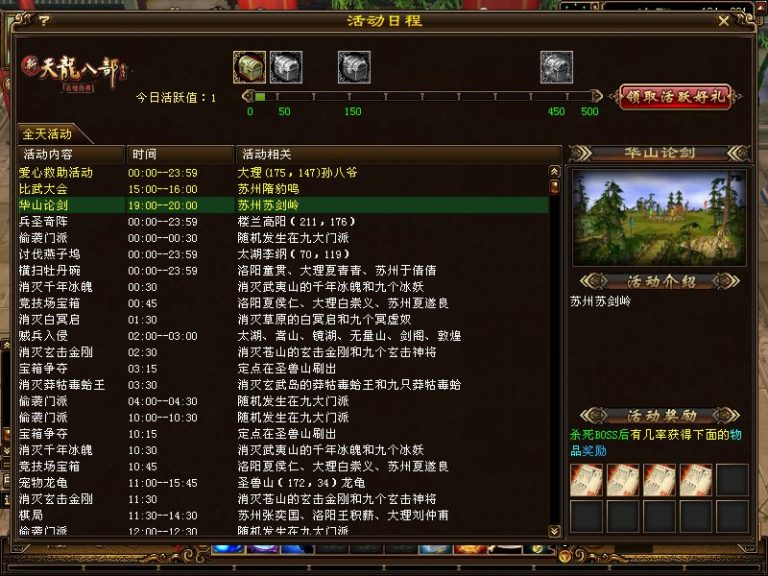 ?
活动日程
新天龍八部
今日活跃值：1
0 50 150 450 500
领取活跃好礼
全天活动
活动内容 时间 活动相关
爱心救助活动 00:00--23:59 大理(175，147)孙八爷
比武大会 15:00--16:00 苏州隋豹鸣
华山论剑 19:00--20:00 苏州苏剑岭
兵圣奇阵 00:00--23:59 楼兰高阳（211，176）
偷袭门派 00:00--00:30 随机发生在九大门派
讨伐燕子坞 00:00--23:59 太湖李纲（70，119）
横扫牡丹碗 00:00--23:59 洛阳童贯、大理夏青青、苏州于倩倩
消灭千年冰魄 00:30 消灭武夷山的千年冰魄和九个冰妖
竞技场宝箱 00:45 洛阳夏侯仁、大理白崇义、苏州夏遂良
消灭白冥启 01:30 消灭草原的白冥启和九个冥虚奴
贼兵入侵 02:00--03:00 太湖、嵩山、镜湖、无量山、剑阁、敦煌
消灭玄击金刚 02:30 消灭苍山的玄击金刚和九个玄击神将
宝箱争夺 03:15 定点在圣兽山刷出
消灭莽牯毒蛤王 03:30 消灭玄武岛的莽牯毒蛤王和九只莽牯毒蛤
偷袭门派 04:00--04:30 随机发生在九大门派
偷袭门派 10:00--10:30 随机发生在九大门派
宝箱争夺 10:15 定点在圣兽山刷出
消灭千年冰魄 10:30 消灭武夷山的千年冰魄和九个冰妖
竞技场宝箱 10:45 洛阳夏侯仁、大理白崇义、苏州夏遂良
宠物龙龟 11:00--15:45 圣兽山（172，34）龙龟
消灭玄击金刚 11:30 消灭苍山的玄击金刚和九个玄击神将
棋局 11:30--14:30 苏州张奕国、洛阳王积薪、大理刘仲甫
偷袭门派 12:00--12:30 随机发生在九大门派
华山论剑
活动介绍
苏州苏剑岭
活动奖励
杀死BOSS后有几率获得下面的物
品奖励